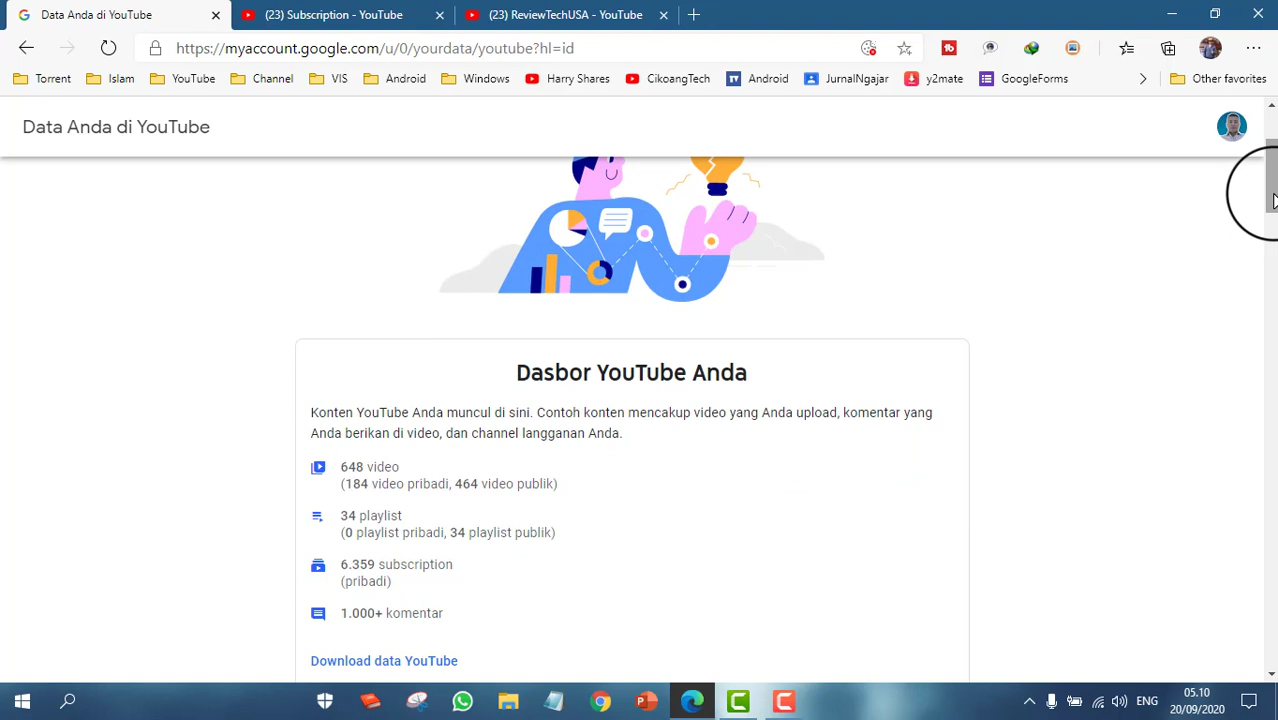 Data Anda di YouTube
(23) Subscription - YouTube
(23) ReviewTechUSA - YouTube
https://myaccount.google.com/u/0/yourdata/youtube?hl=id
Torrent
Islam
YouTube
Channel
VIS
Android
Windows
Harry Shares
CikoangTech
Android
JurnalNgajar
y2mate
GoogleForms
Other favorites
Data Anda di YouTube
Dasbor YouTube Anda
Konten YouTube Anda muncul di sini. Contoh konten mencakup video yang Anda upload, komentar yang
Anda berikan di video, dan channel langganan Anda.
648 video
(184 video pribadi, 464 video publik)
34 playlist
(0 playlist pribadi, 34 playlist publik)
6.359 subscription
(pribadi)
1.000+ komentar
Download data YouTube
ENG
05.10
20/09/2020